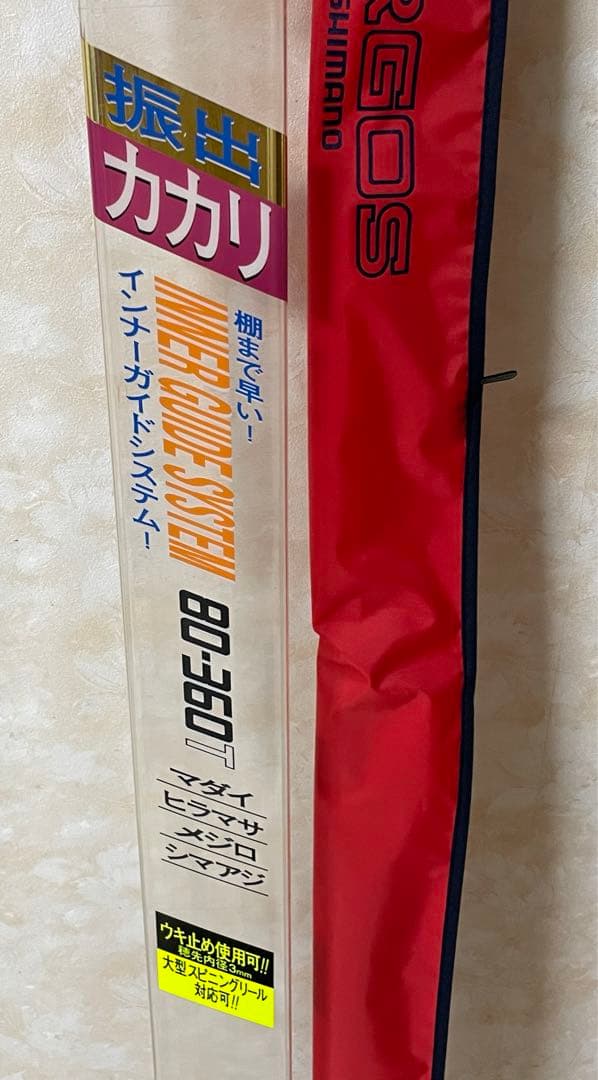 振出
カカリ
棚まで早い!
INNER GUIDE SYSTEM
インナーガイドシステム!
80-360T
マダイ
ヒラマサ
メジロ
シマアジ
ウキ止め使用可!!
穂先内径3mm
大型スピニングリール
対応可!!
RGOS
SHIMANO